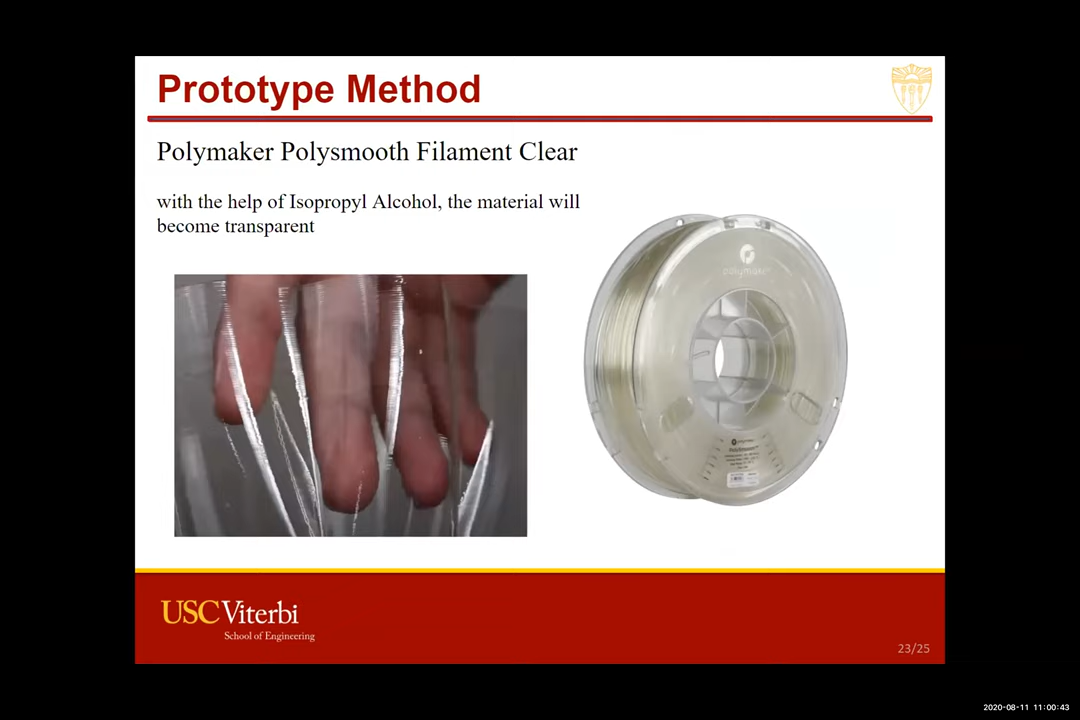 Prototype Method
Polymaker Polysmooth Filament Clear
with the help of Isopropyl Alcohol, the material will
become transparent
polymaker
USC Viterbi
School of Engineering
23/25
2020-08-11 11:00:43